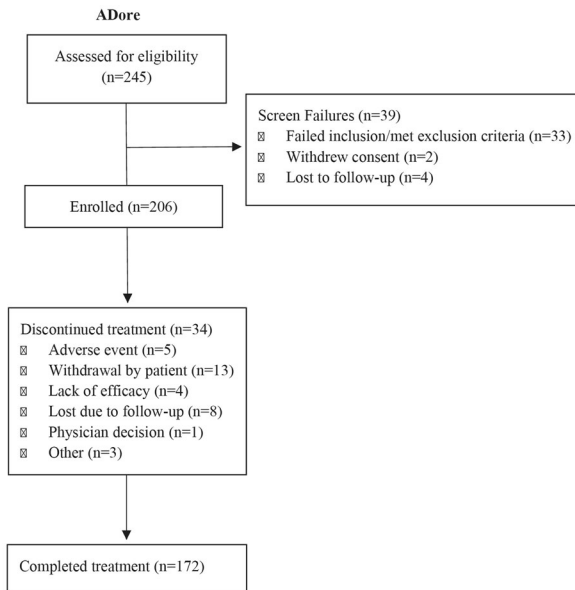 ADore
Assessed for eligibility
(n=245)
Screen Failures (n=39)
Failed inclusion/met exclusion criteria (n=33)
Withdrew consent (n=2)
Lost to follow-up (n=4)
Enrolled (n=206)
Discontinued treatment (n=34)
Adverse event (n=5)
Withdrawal by patient (n=13)
Lack of efficacy (n=4)
Lost due to follow-up (n=8)
Physician decision (n=1)
Other (n=3)
Completed treatment (n=172)